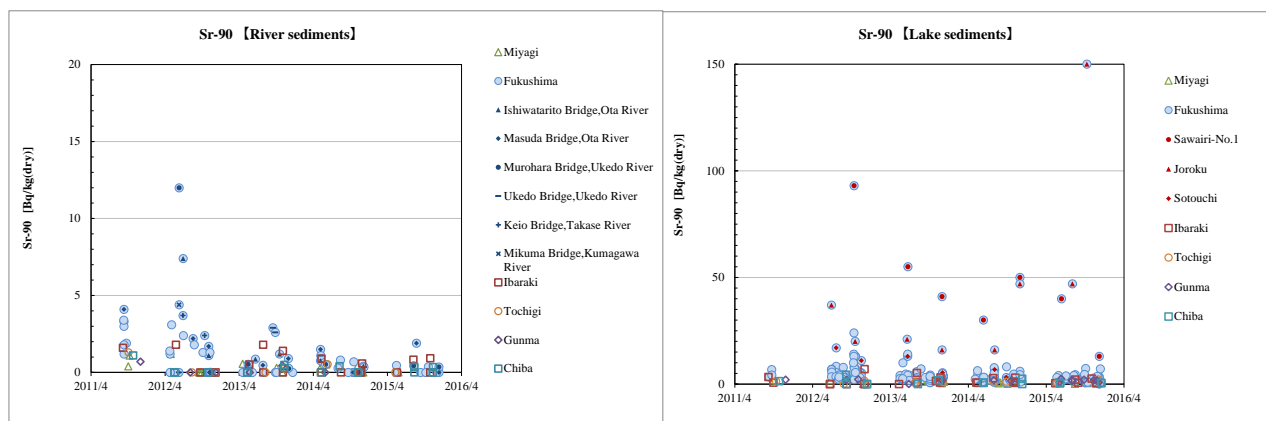 Sr-90 【River sediments】
Sr-90 [Bq/kg(dry)]
20
15
10
5
0
2011/4
2012/4
2013/4
2014/4
2015/4
2016/4
Miyagi
Fukushima
Ishiwatarito Bridge,Ota River
Masuda Bridge,Ota River
Murohara Bridge,Ukedo River
Ukedo Bridge,Ukedo River
Keio Bridge,Takase River
Mikuma Bridge,Kumagawa
River
Ibaraki
Tochigi
Gunma
Chiba
Sr-90 【Lake sediments】
Sr-90 [Bq/kg(dry)]
150
100
50
0
2011/4
2012/4
2013/4
2014/4
2015/4
2016/4
Miyagi
Fukushima
Sawairi-No.1
Joroku
Sotouchi
Ibaraki
Tochigi
Gunma
Chiba